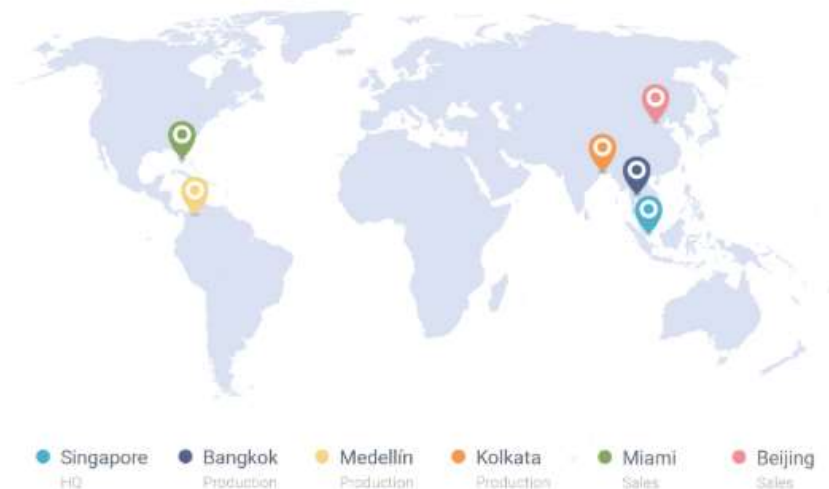 Singapore Bangkok Medellín Kolkata Miami Beijing
HQ Production Production Production Sales Sales